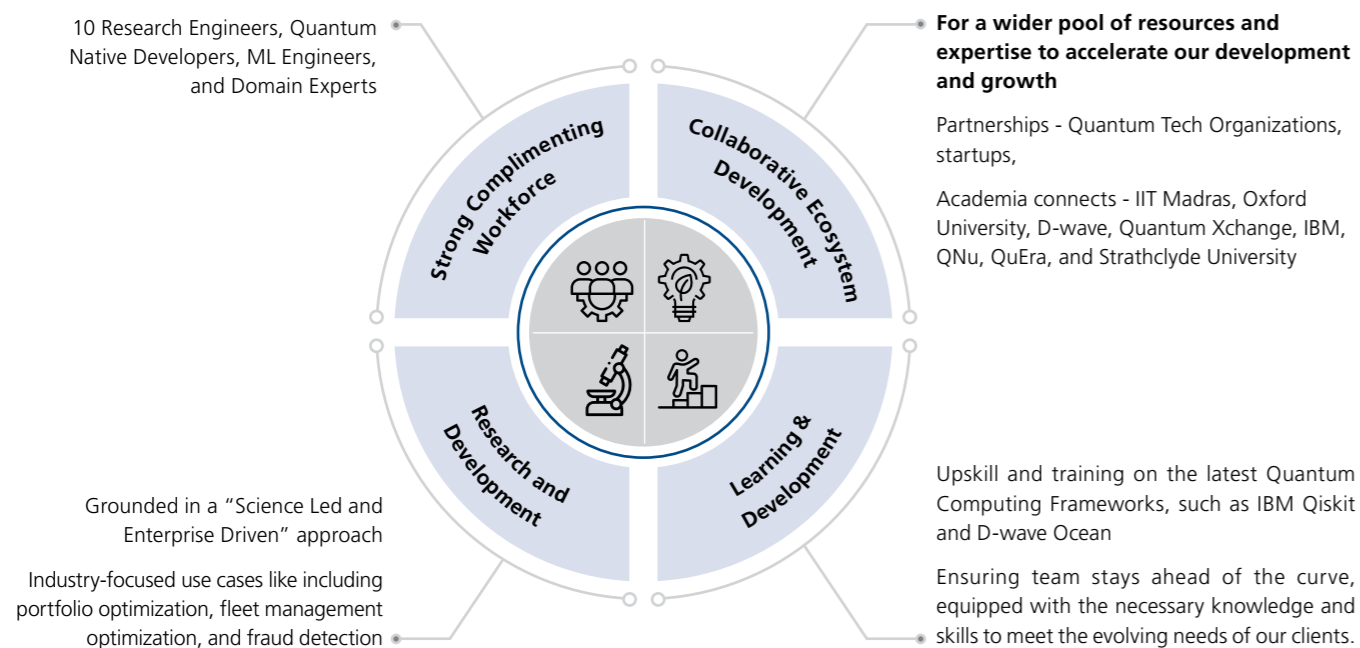 10 Research Engineers, Quantum
Native Developers, ML Engineers,
and Domain Experts
Strong Complimenting
Workforce
Collaborative Ecosystem
Development
For a wider pool of resources and
expertise to accelerate our development
and growth
Partnerships - Quantum Tech Organizations,
startups,
Academia connects - IIT Madras, Oxford
University, D-wave, Quantum Xchange, IBM,
QNu, QuEra, and Strathclyde University
Research and
Development
Learning &
Development
Grounded in a “Science Led and
Enterprise Driven” approach
Industry-focused use cases like including
portfolio optimization, fleet management
optimization, and fraud detection
Upskill and training on the latest Quantum
Computing Frameworks, such as IBM Qiskit
and D-wave Ocean
Ensuring team stays ahead of the curve,
equipped with the necessary knowledge and
skills to meet the evolving needs of our clients.